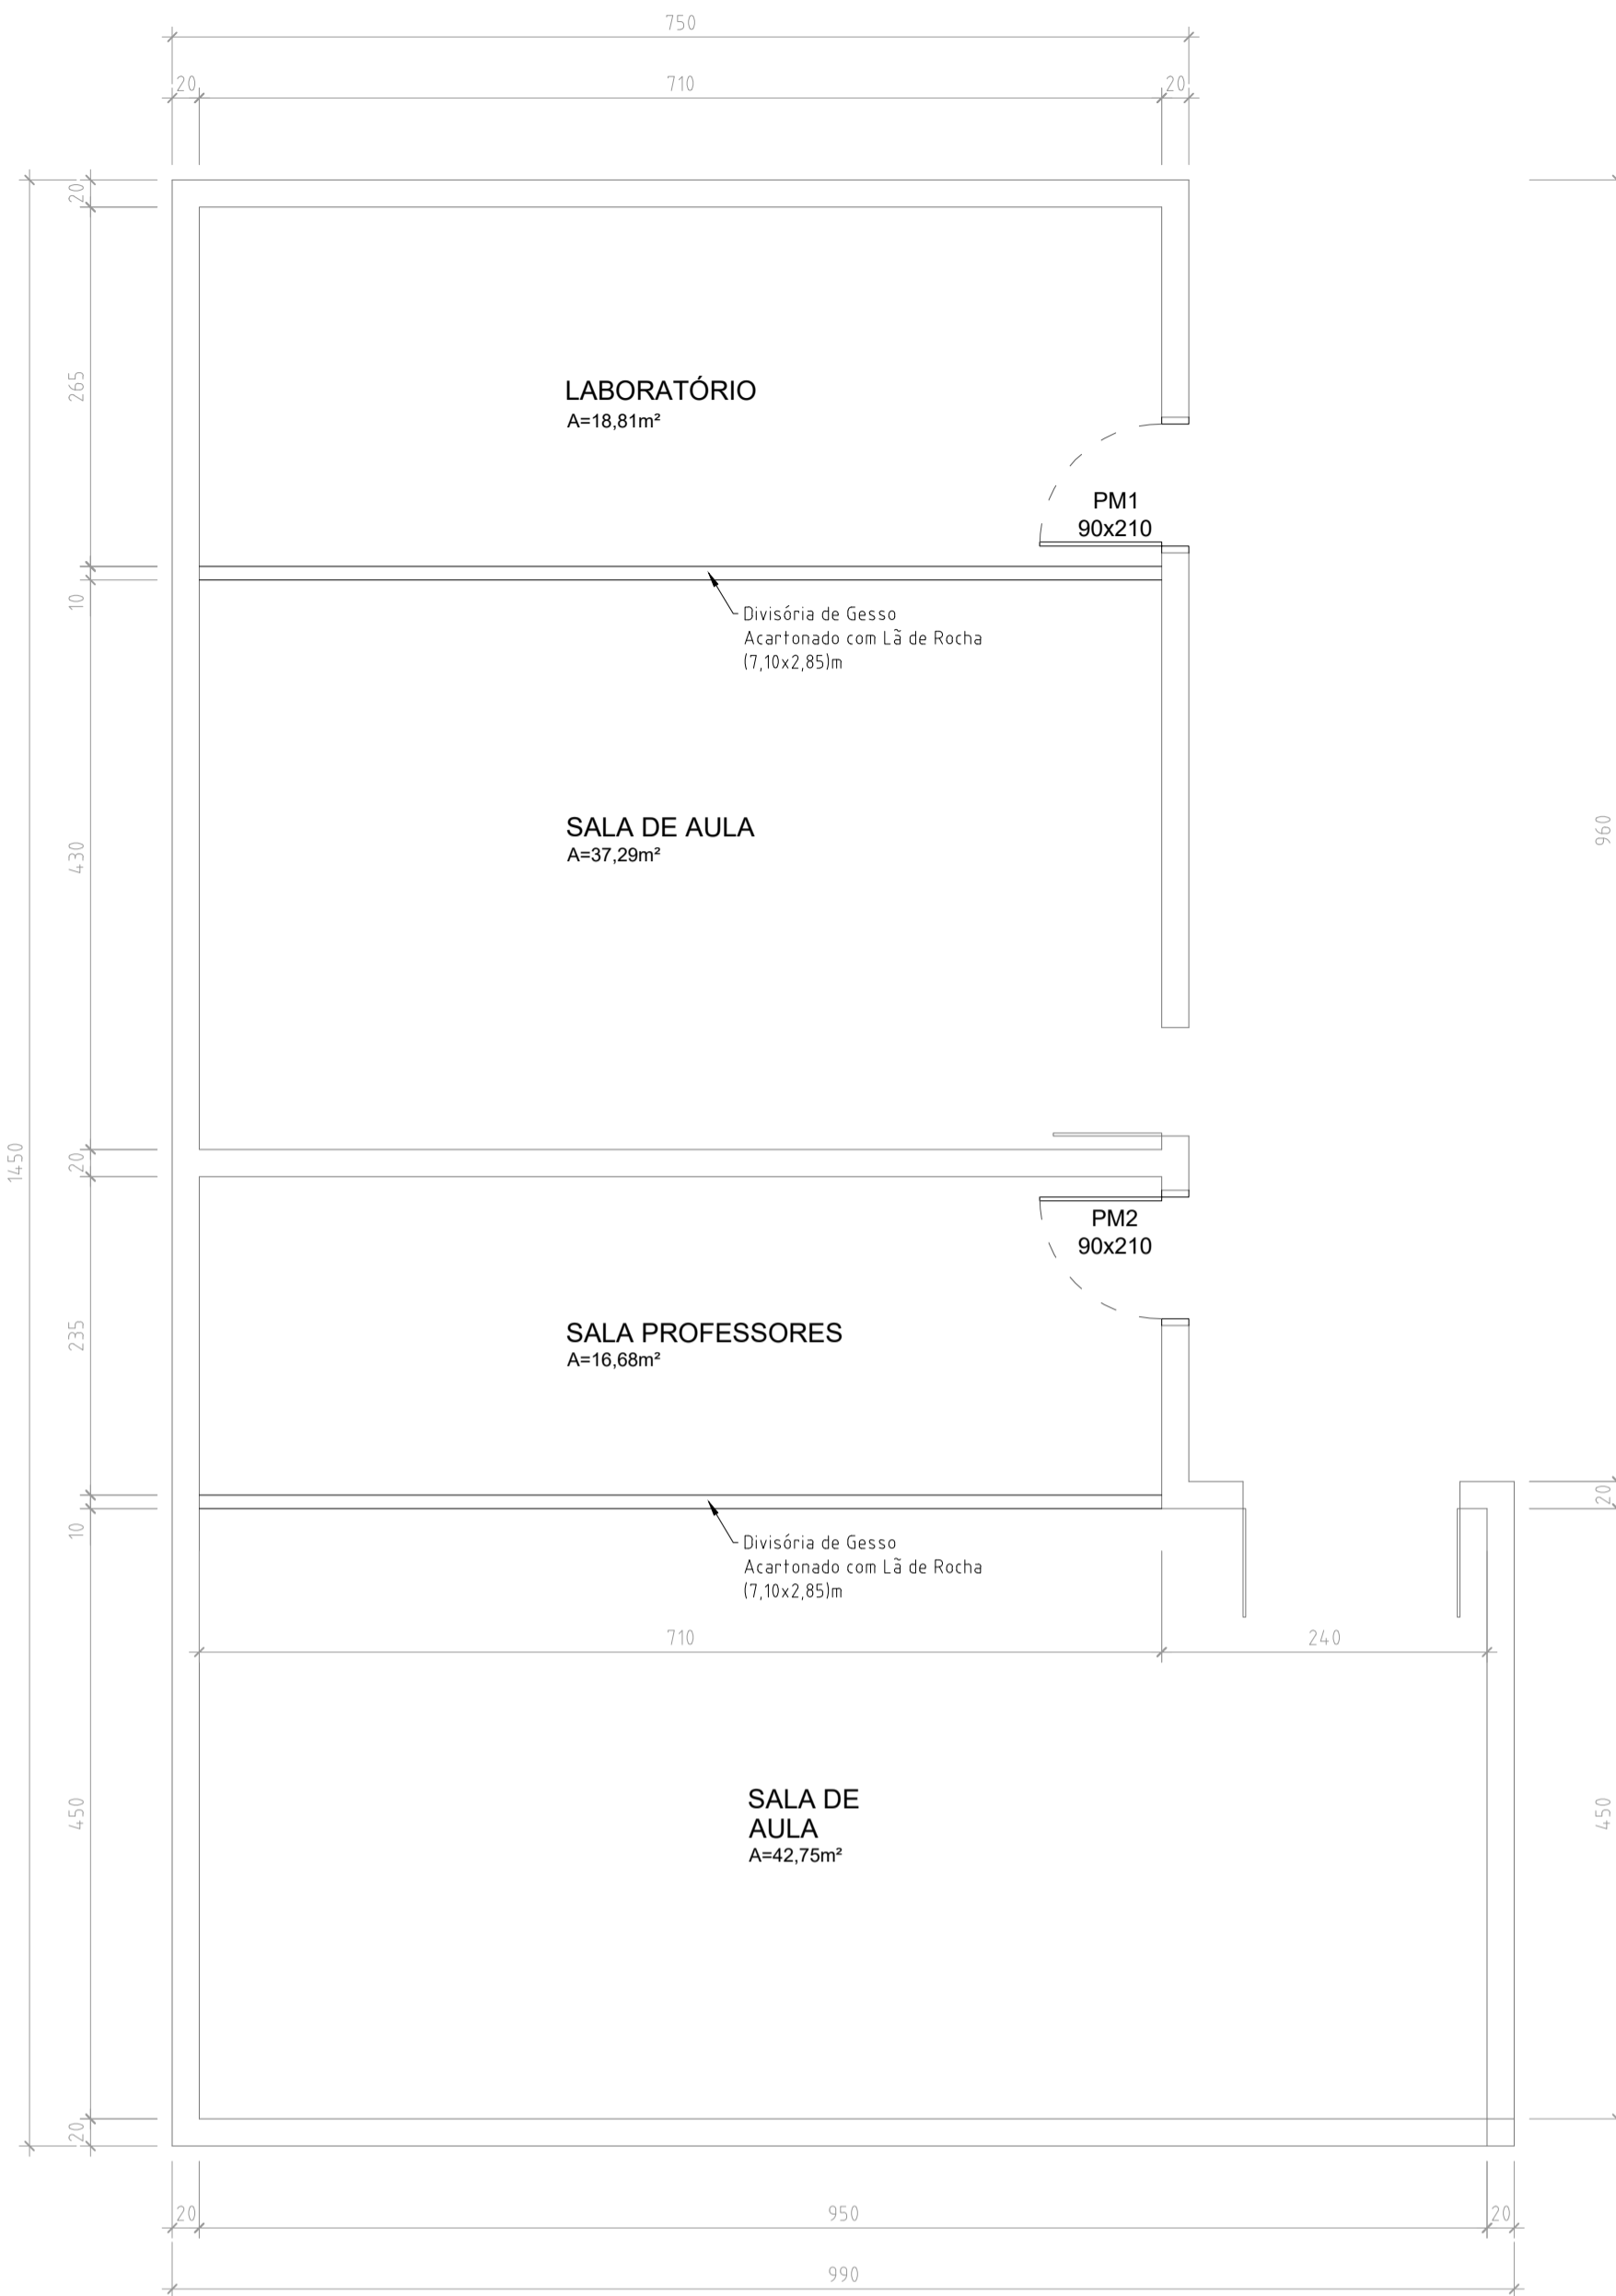 750
20
710
20
20
265
LABORATÓRIO
A=18,81m²
PM1
90x210
10
Divisória de Gesso
Acartonado com Lã de Rocha
(7,10x2,85)m
430
SALA DE AULA
A=37,29m²
960
1450
20
PM2
90x210
235
SALA PROFESSORES
A=16,68m²
20
10
Divisória de Gesso
Acartonado com Lã de Rocha
(7,10x2,85)m
710
240
450
SALA DE
AULA
A=42,75m²
450
20
20
950
20
990